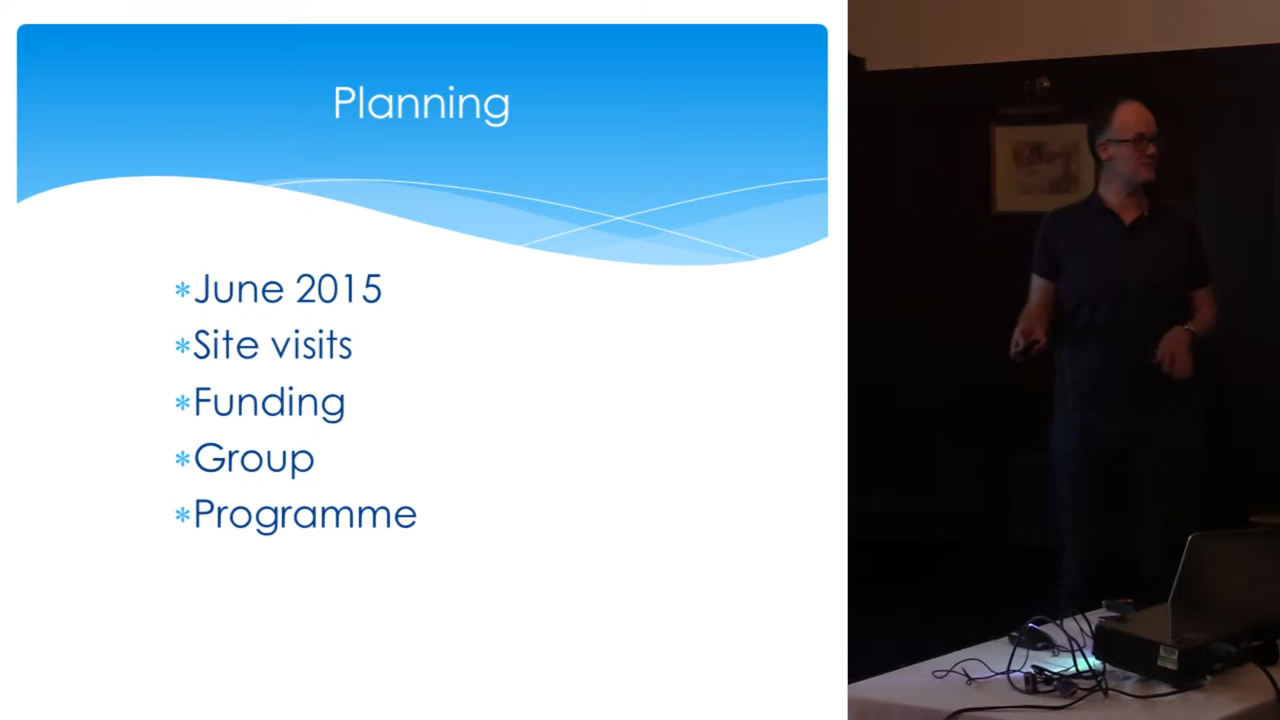 Planning
*June 2015
*Site visits
*Funding
*Group
*Programme